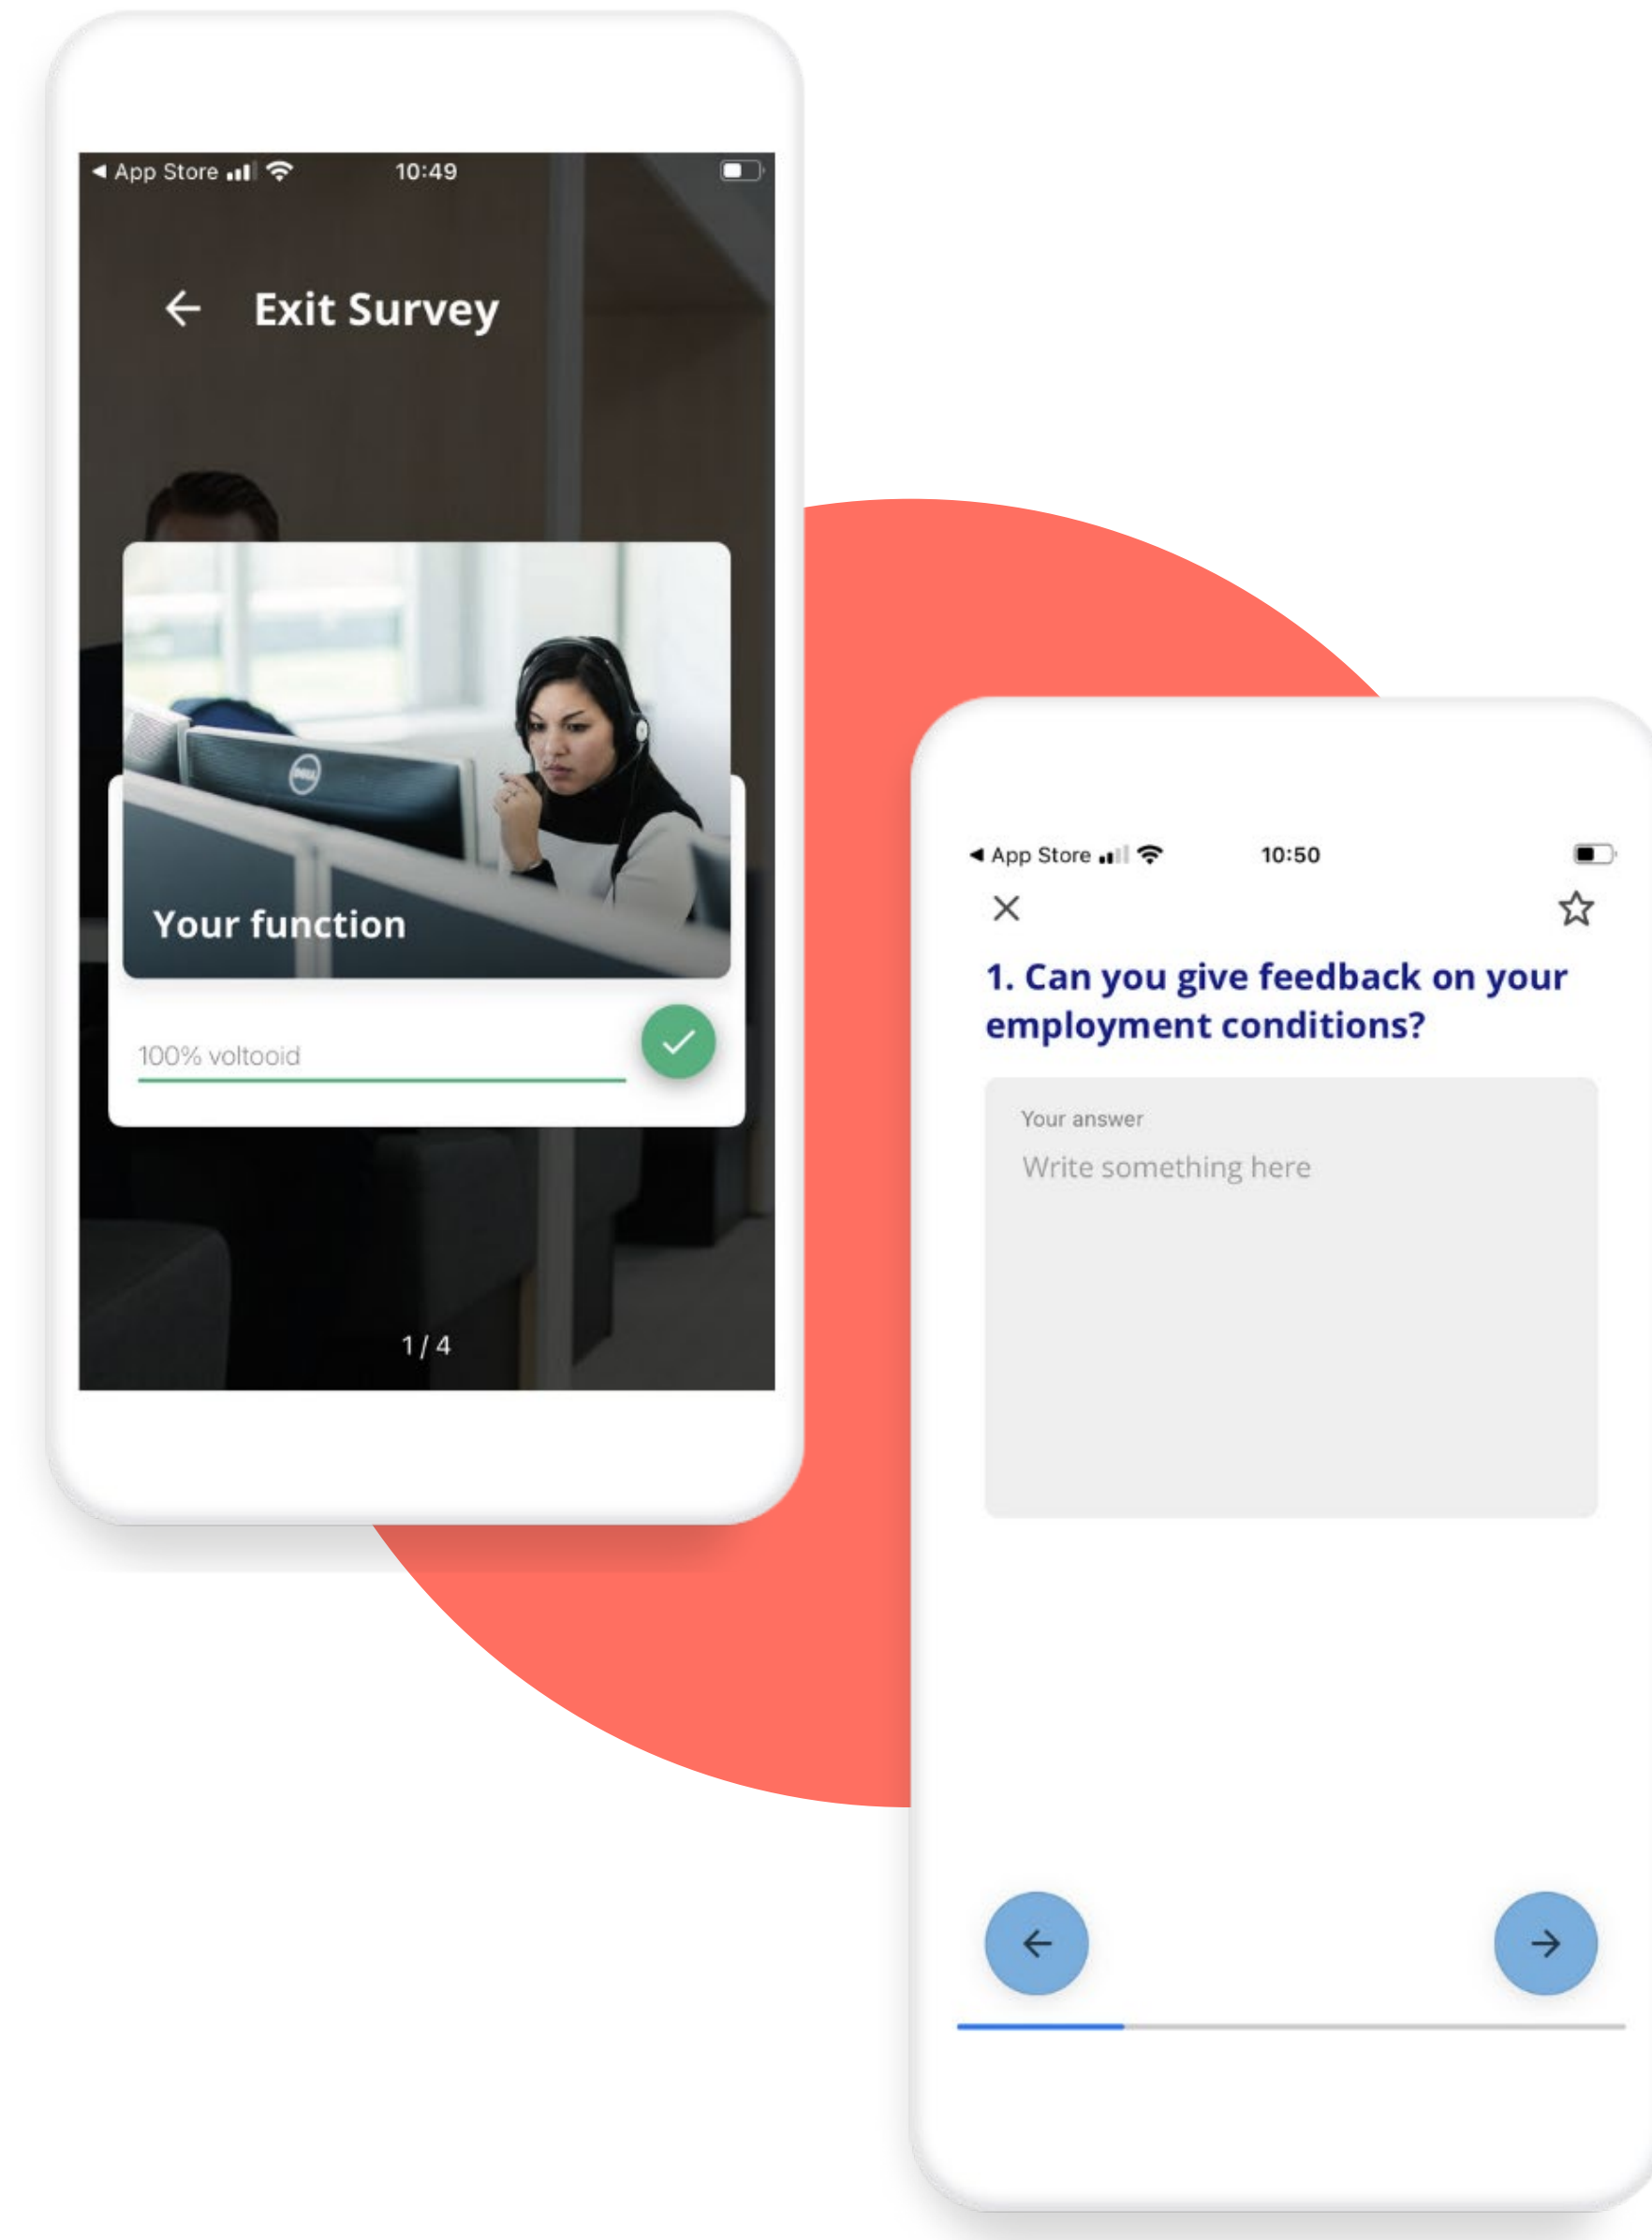 App Store 10:49
Exit Survey
DELL
Your function
100% voltooid
1 / 4
App Store 10:50
1. Can you give feedback on your
employment conditions?
Your answer
Write something here